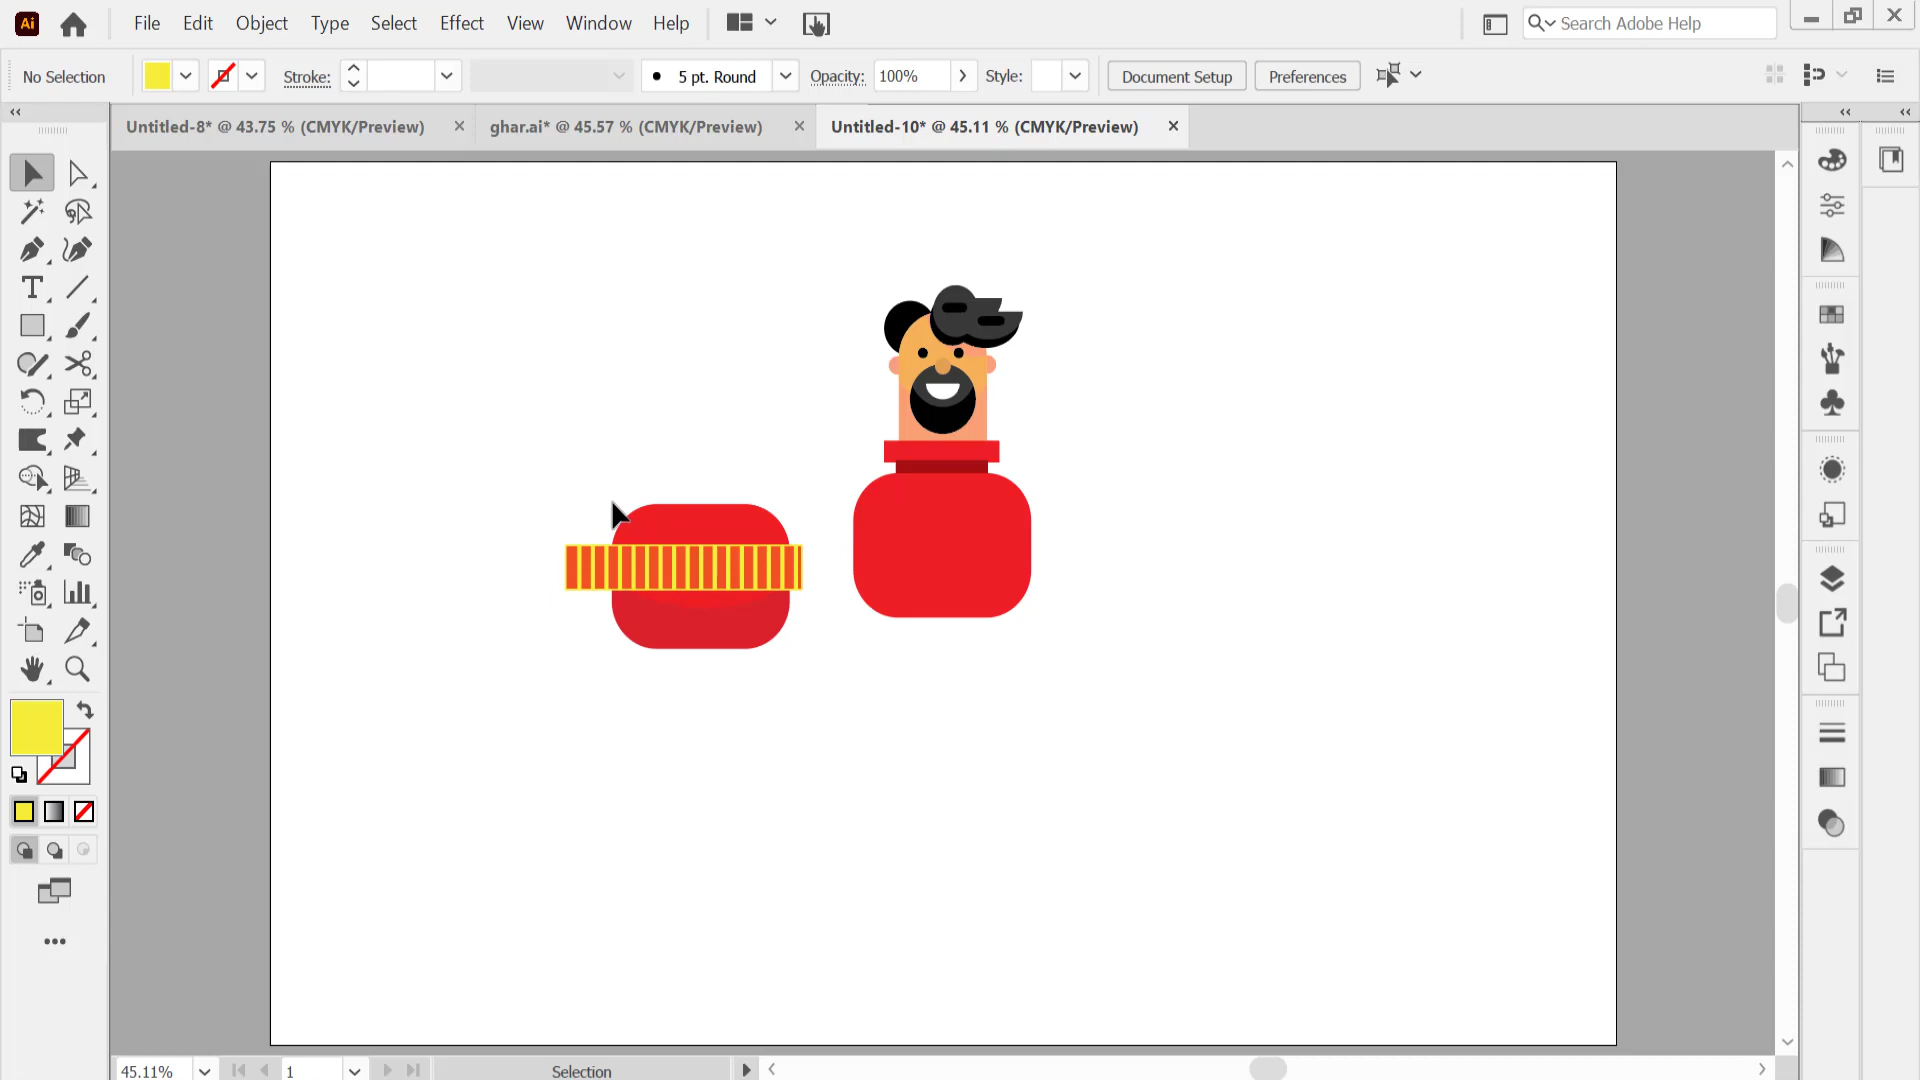 Ai File Edit Object Type Select Effect View Window Help Search Adobe Help
No Selection Stroke: 5 pt. Round Opacity: 100% Style: Document Setup Preferences
Untitled-8* @ 43.75 % (CMYK/Preview) ghar.ai* @ 45.57 % (CMYK/Preview) Untitled-10* @ 45.11 % (CMYK/Preview)
T
45.11% 1 Selection